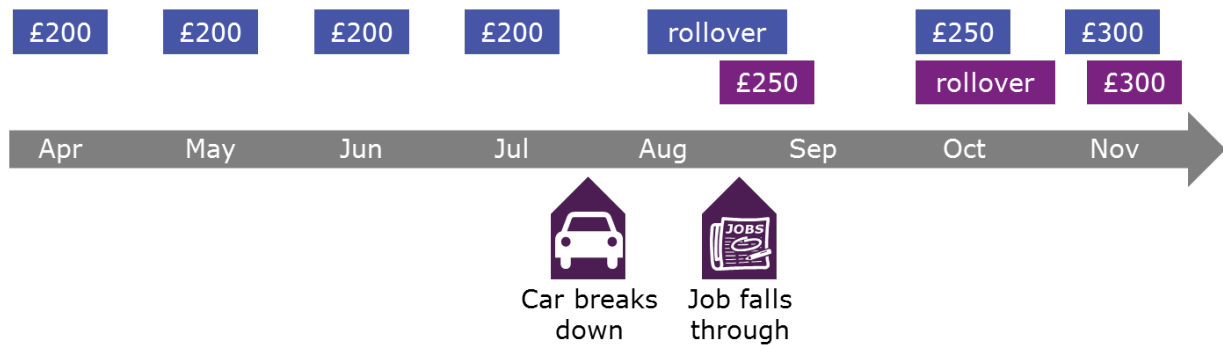 £200 £200 £200 £200 rollover £250 £300
£250 rollover £300
Apr May Jun Jul Aug Sep Oct Nov
JOBS
Car breaks down
Job falls through